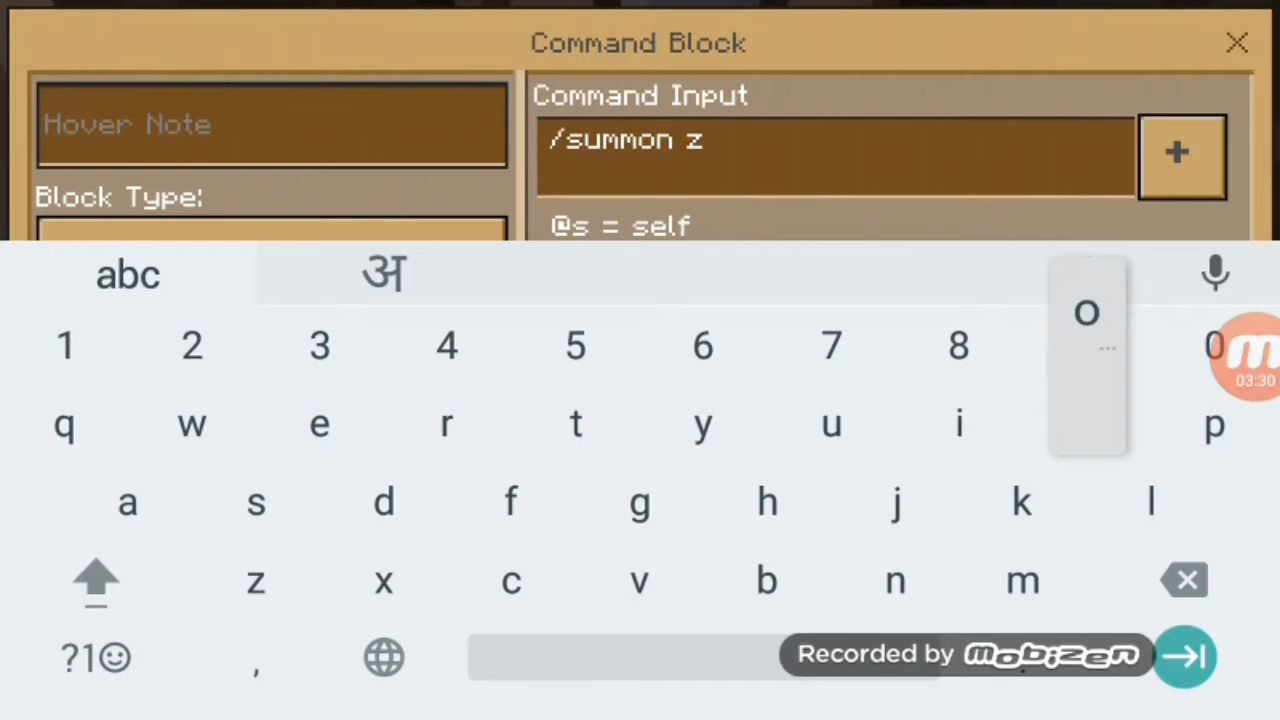 Command Block
Hover Note
Command Input
/summon z
+
Block Type:
@s = self
abc अ
o
1 2 3 4 5 6 7 8 0
03:30
q w e r t y u i p
a s d f g h j k l
z x c v b n m
?1☺ ,
Recorded by mobizen